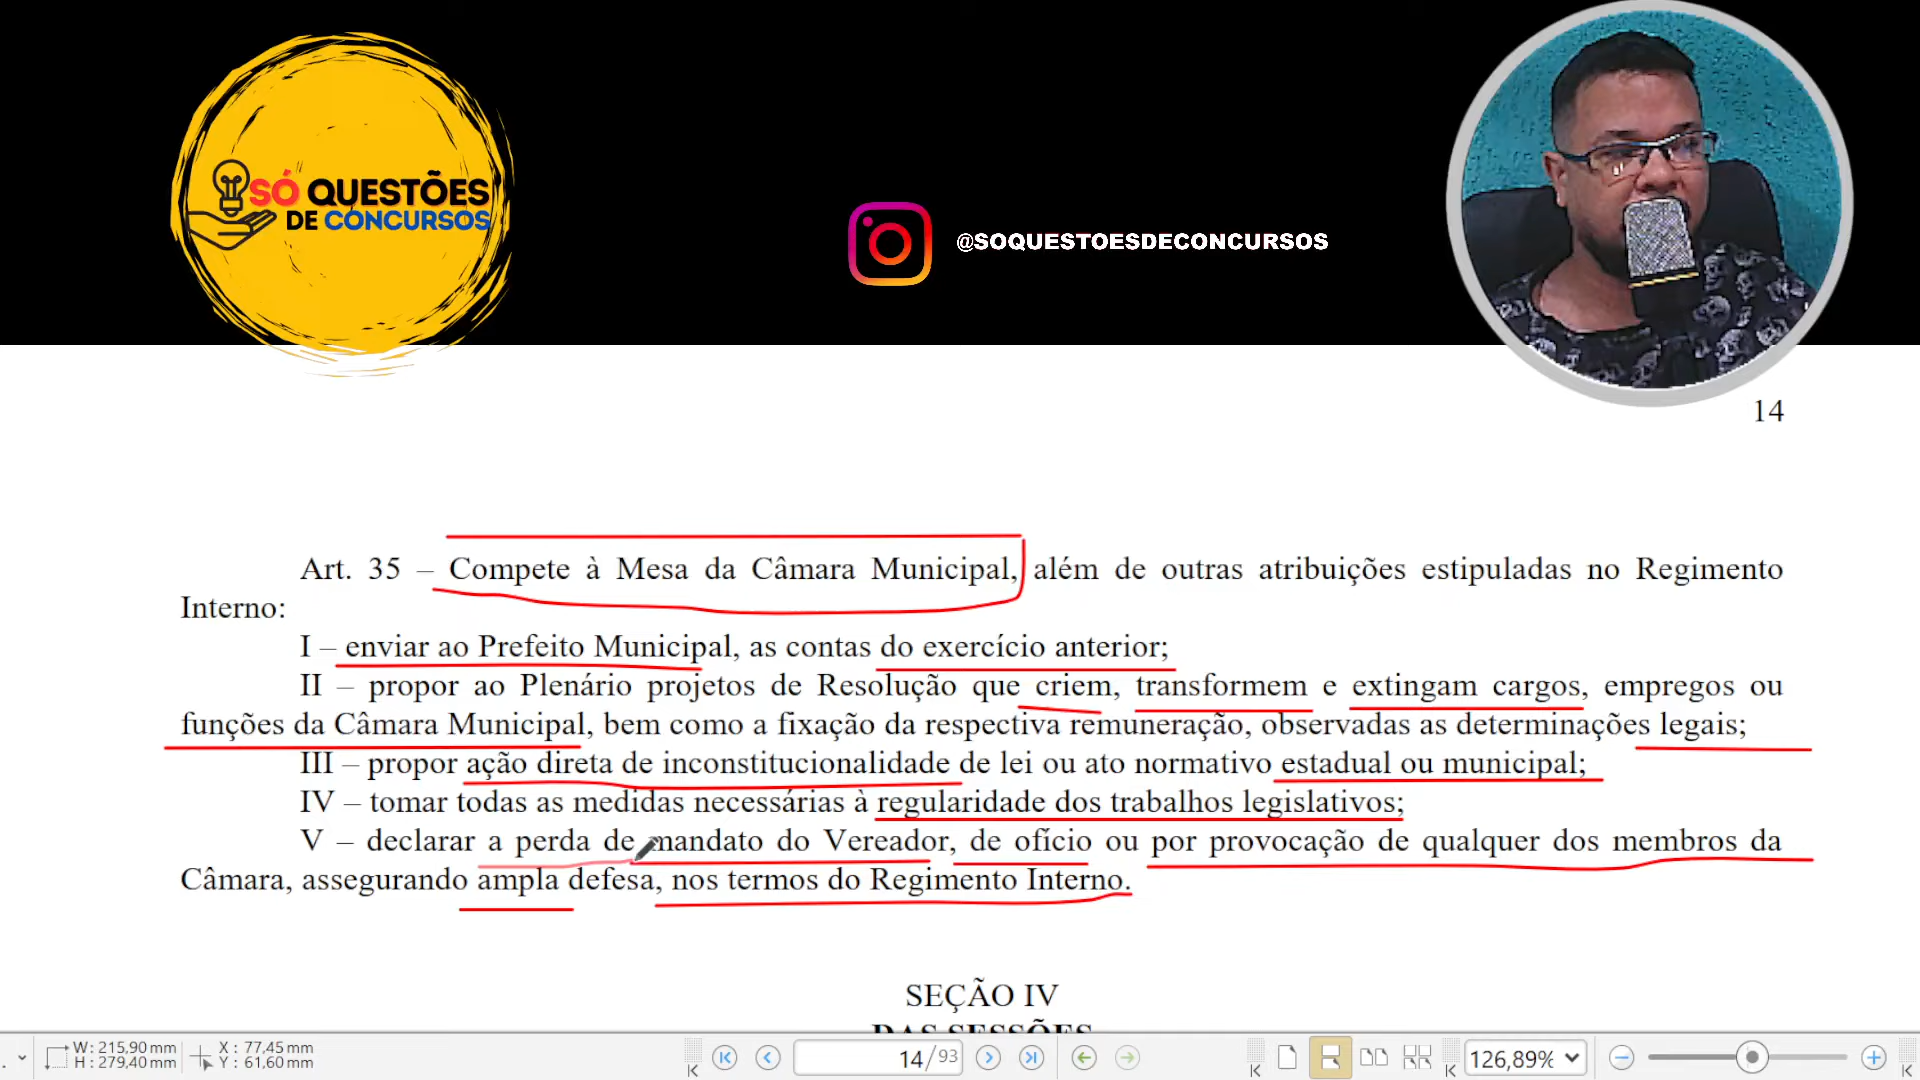 SÓ QUESTÕES
DE CONCURSOS
@SOQUESTOESDECONCURSOS
14
Art. 35 – Compete à Mesa da Câmara Municipal, além de outras atribuições estipuladas no Regimento
Interno:
I – enviar ao Prefeito Municipal, as contas do exercício anterior;
II – propor ao Plenário projetos de Resolução que criem, transformem e extingam cargos, empregos ou
funções da Câmara Municipal, bem como a fixação da respectiva remuneração, observadas as determinações legais;
III – propor ação direta de inconstitucionalidade de lei ou ato normativo estadual ou municipal;
IV – tomar todas as medidas necessárias à regularidade dos trabalhos legislativos;
V – declarar a perda de mandato do Vereador, de ofício ou por provocação de qualquer dos membros da
Câmara, assegurando ampla defesa, nos termos do Regimento Interno.
SEÇÃO IV
DAS SESSÕES
W: 215,90 mm
H: 279,40 mm
X: 77,45 mm
Y: 61,60 mm
14/93
126,89%